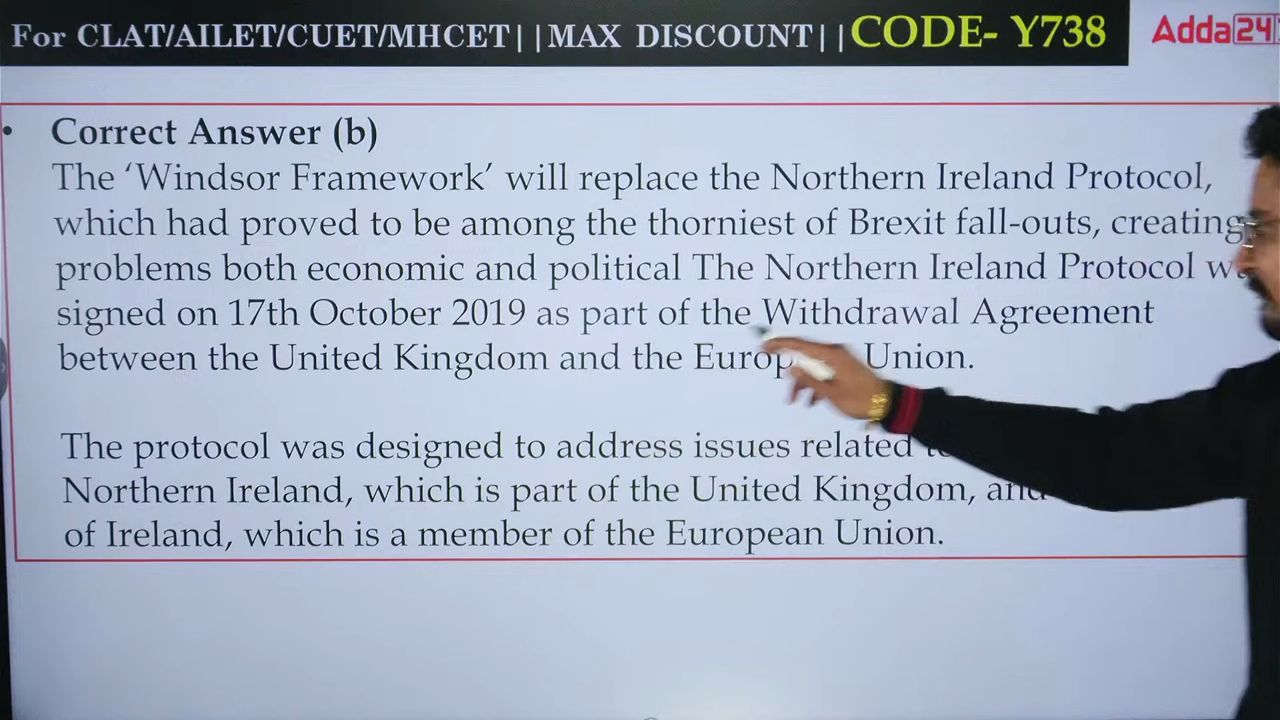 For CLAT/AILET/CUET/MHCET||MAX DISCOUNT||CODE- Y738
Adda24
• Correct Answer (b)
The ‘Windsor Framework’ will replace the Northern Ireland Protocol,
which had proved to be among the thorniest of Brexit fall-outs, creating
problems both economic and political The Northern Ireland Protocol
signed on 17th October 2019 as part of the Withdrawal Agreement
between the United Kingdom and the Union.
The protocol was designed to address issues related
Northern Ireland, which is part of the United Kingdom, and
of Ireland, which is a member of the European Union.